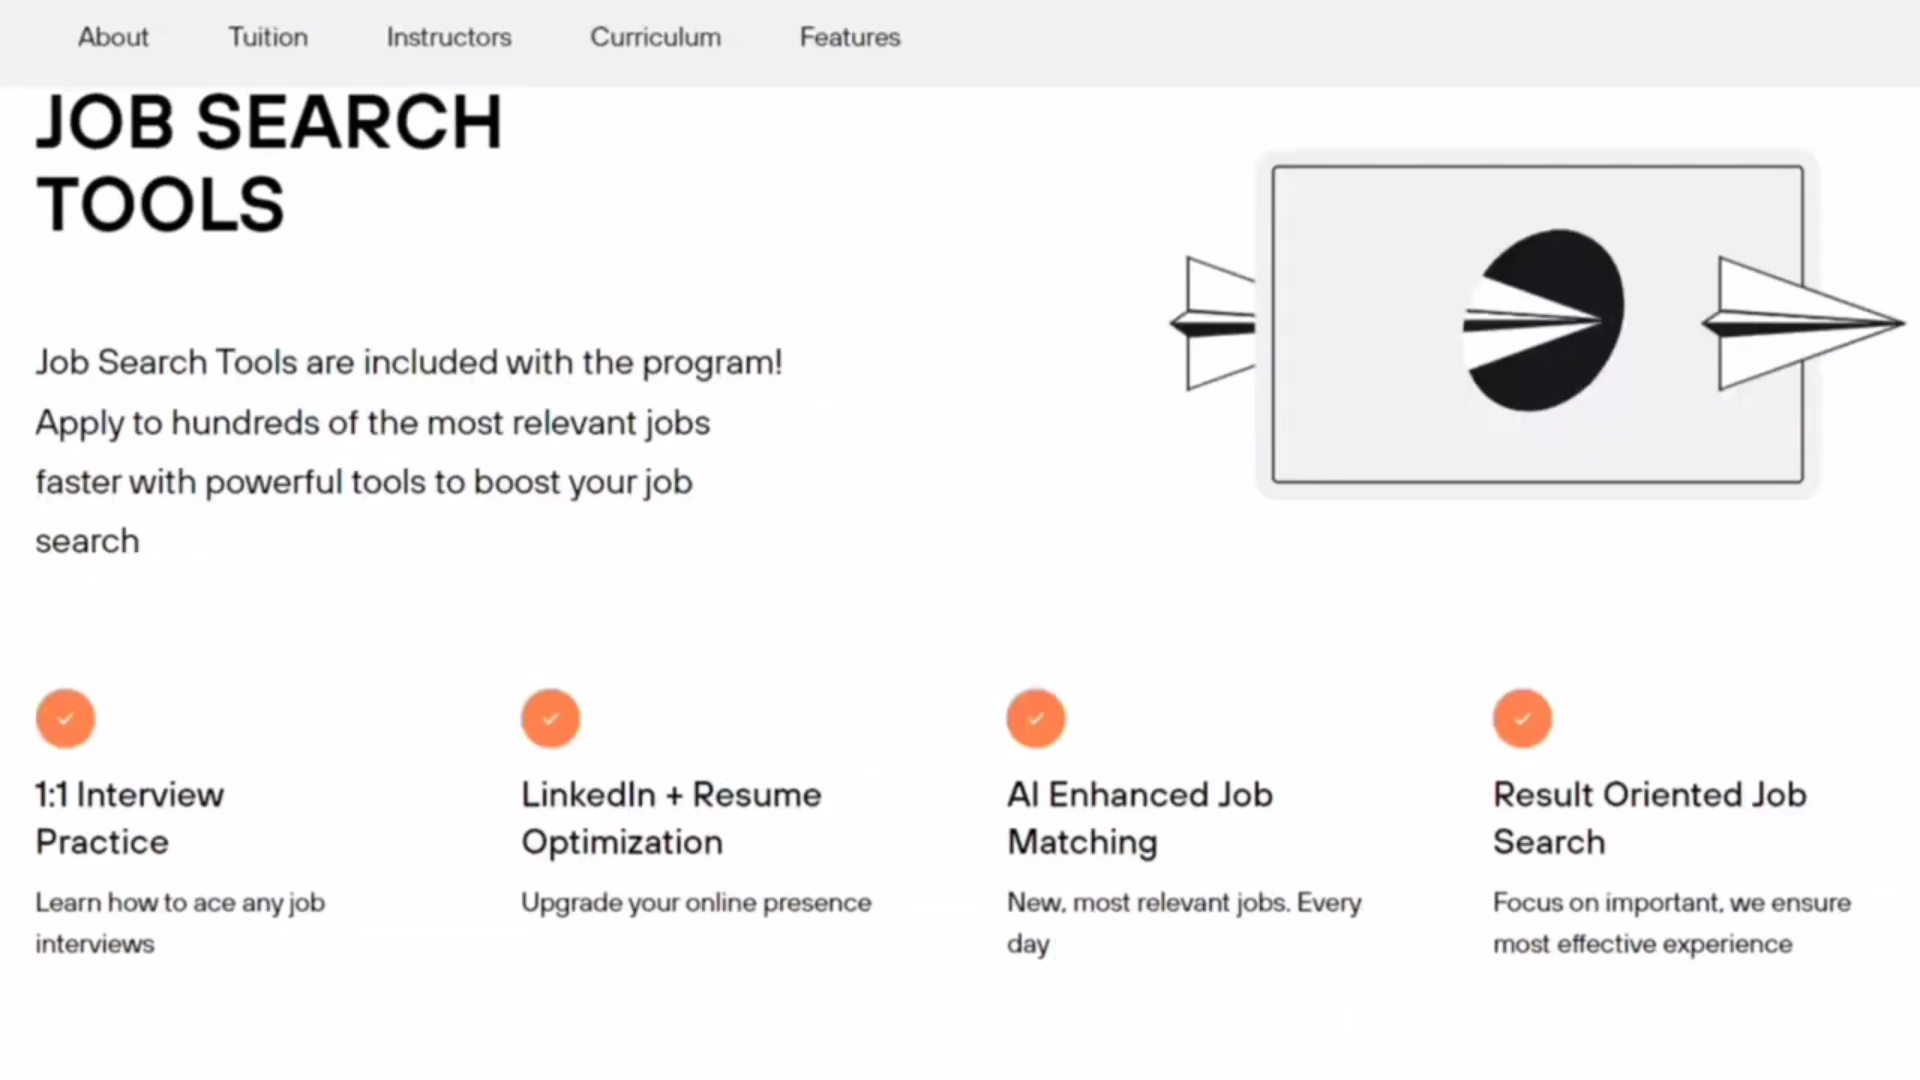 About
Tuition
Instructors
Curriculum
Features
JOB SEARCH
TOOLS
Job Search Tools are included with the program!
Apply to hundreds of the most relevant jobs
faster with powerful tools to boost your job
search
1:1 Interview
Practice
Learn how to ace any job
interviews
LinkedIn + Resume
Optimization
Upgrade your online presence
AI Enhanced Job
Matching
New, most relevant jobs. Every
day
Result Oriented Job
Search
Focus on important, we ensure
most effective experience